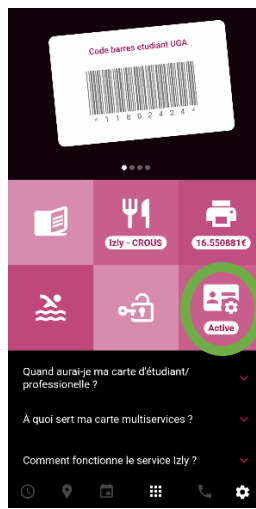 Code barres etudiant UGA
* 1 1 8 0 2 4 2 4 *
Izly - CROUS
16.550881€
Active
Quand aurai-je ma carte d'étudiant/
professionelle ?
À quoi sert ma carte multiservices ?
Comment fonctionne le service Izly ?